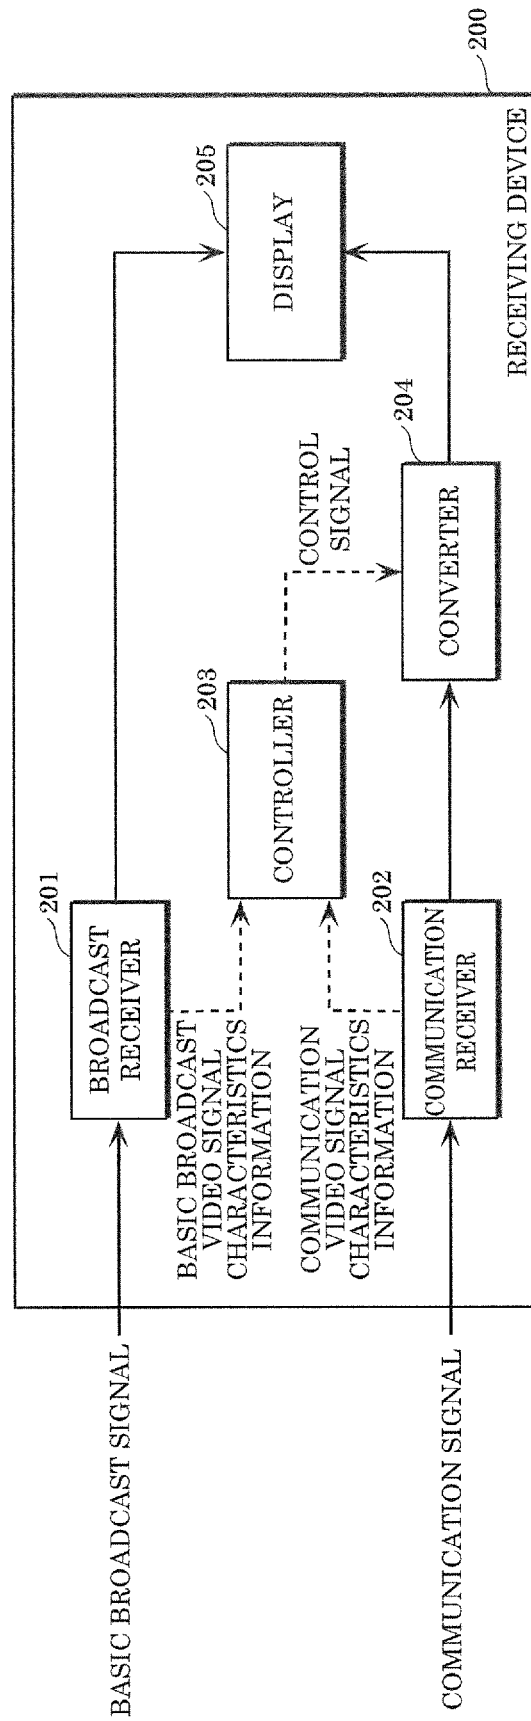 200
BASIC BROADCAST SIGNAL
201
BROADCAST
RECEIVER
BASIC BROADCAST
VIDEO SIGNAL
CHARACTERISTICS
INFORMATION
203
CONTROLLER
205
DISPLAY
CONTROL
SIGNAL
COMMUNICATION
VIDEO SIGNAL
CHARACTERISTICS
INFORMATION
COMMUNICATION SIGNAL
202
COMMUNICATION
RECEIVER
204
CONVERTER
RECEIVING DEVICE